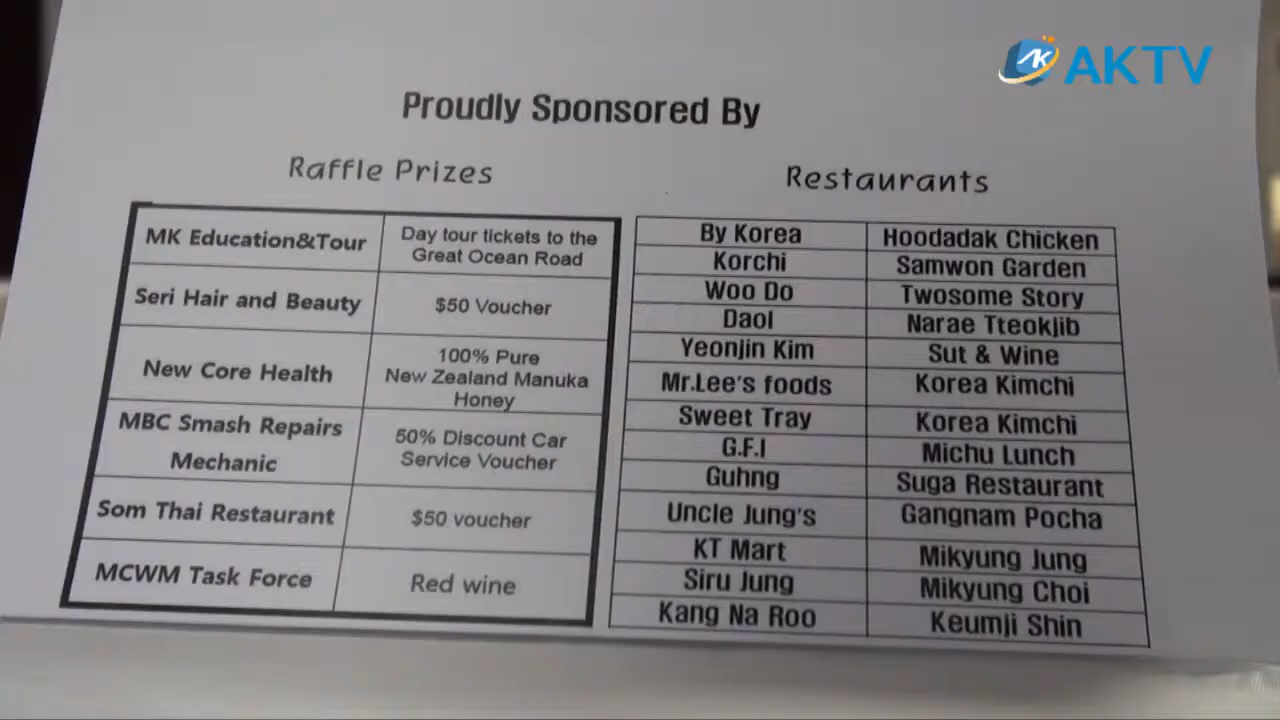 AKTV
Proudly Sponsored By
Raffle Prizes
MK Education&Tour
Day tour tickets to the
Great Ocean Road
Seri Hair and Beauty
$50 Voucher
New Core Health
100% Pure
New Zealand Manuka
Honey
MBC Smash Repairs
Mechanic
50% Discount Car
Service Voucher
Som Thai Restaurant
$50 voucher
MCWM Task Force
Red wine
Restaurants
By Korea
Hoodadak Chicken
Korchi
Samwon Garden
Woo Do
Twosome Story
Daol
Narae Tteokjib
Yeonjin Kim
Sut & Wine
Mr.Lee's foods
Korea Kimchi
Sweet Tray
Korea Kimchi
G.F.I
Michu Lunch
Guhng
Suga Restaurant
Uncle Jung's
Gangnam Pocha
KT Mart
Mikyung Jung
Siru Jung
Mikyung Choi
Kang Na Roo
Keumji Shin